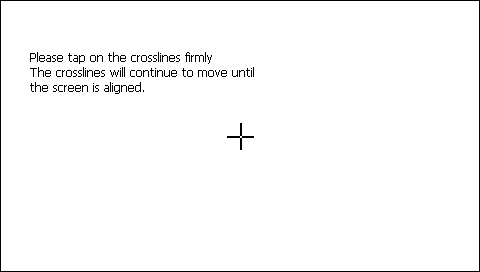 Please tap on the crosslines firmly
The crosslines will continue to move until
the screen is aligned.